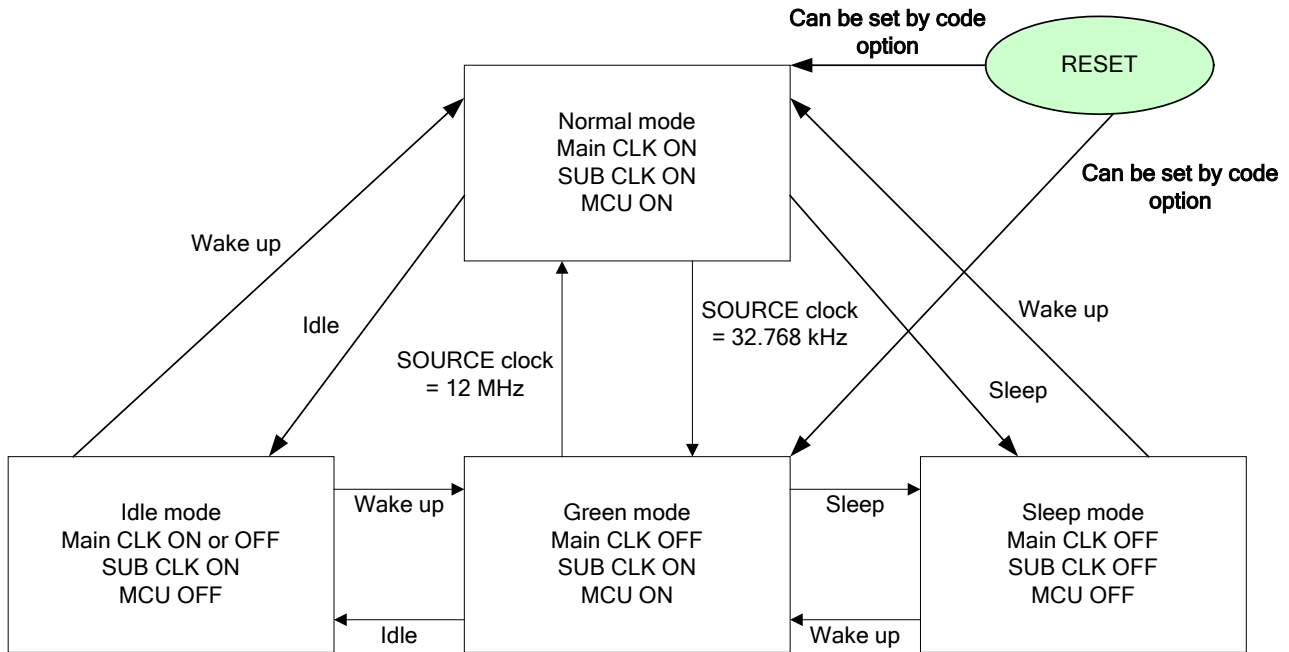 Can be set by code
option
RESET
Normal mode
Main CLK ON
SUB CLK ON
MCU ON
Can be set by code
option
Wake up
Idle
SOURCE clock
= 12 MHz
SOURCE clock
= 32.768 kHz
Wake up
Sleep
Idle mode
Main CLK ON or OFF
SUB CLK ON
MCU OFF
Wake up
Idle
Green mode
Main CLK OFF
SUB CLK ON
MCU ON
Sleep
Wake up
Sleep mode
Main CLK OFF
SUB CLK OFF
MCU OFF